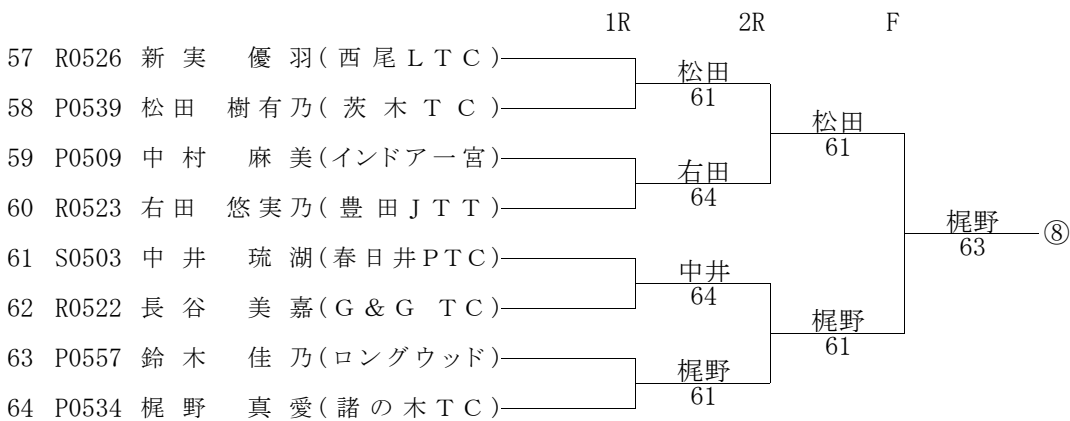 1R 2R F
57 R0526 新実 優羽(西尾LTC)
松田
61
58 P0539 松田 樹有乃(茨木TC)
松田
61
59 P0509 中村 麻美(インドア一宮)
右田
64
60 R0523 右田 悠実乃(豊田JTT)
梶野
63
⑧
61 S0503 中井 琉湖(春日井PTC)
中井
64
62 R0522 長谷 美嘉(G&G TC)
梶野
61
63 P0557 鈴木 佳乃(ロングウッド)
梶野
61
64 P0534 梶野 真愛(諸の木TC)